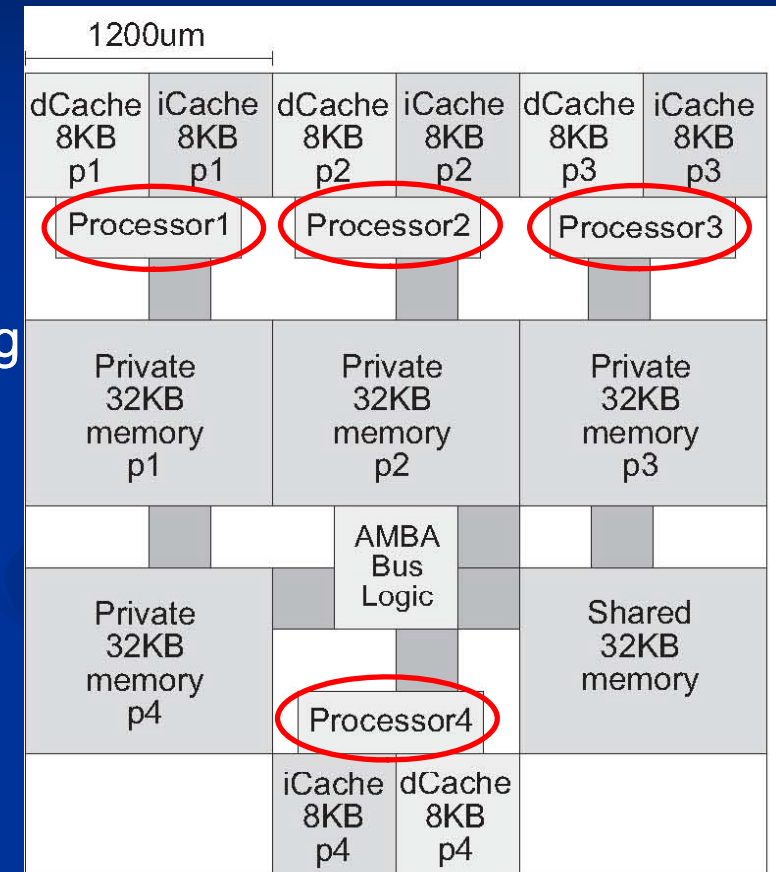 1200um
dCache iCache dCache iCache dCache iCache
8KB 8KB 8KB 8KB 8KB 8KB
p1 p1 p2 p2 p3 p3
Processor1 Processor2 Processor3
g
Private Private Private
32KB 32KB 32KB
memory memory memory
p1 p2 p3
AMBA
Bus
Logic
Private Shared
32KB 32KB
memory memory
p4
Processor4
iCache dCache
8KB 8KB
p4 p4